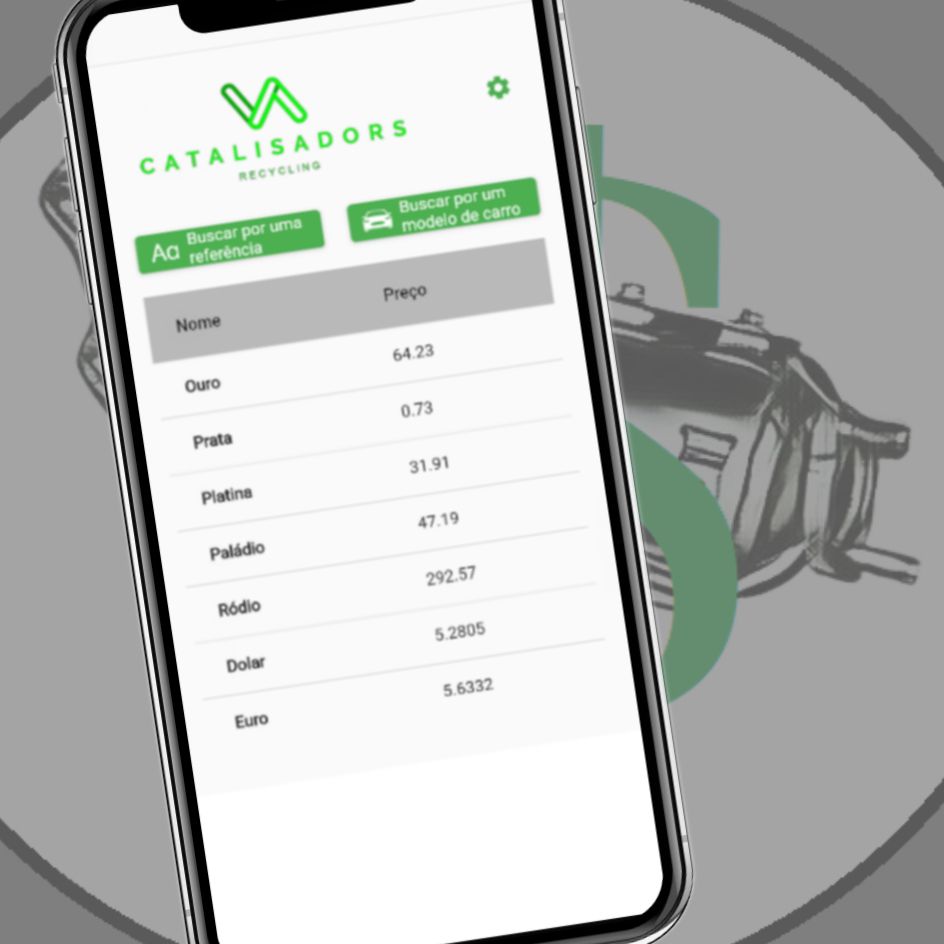 CATALISADORS
RECYCLING
Aa Buscar por uma
referência
Buscar por um
modelo de carro
Nome Preço
Ouro 64.23
Prata 0.73
Platina 31.91
Paládio 47.19
Ródio 292.57
Dolar 5.2805
Euro 5.6332